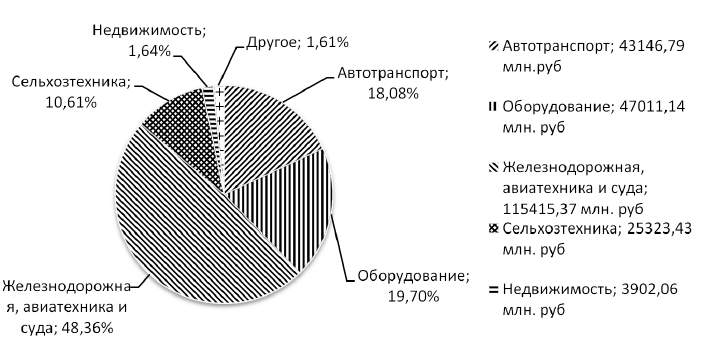 Недвижимость;
1,64%
Другое; 1,61%
Автотранспорт;
18,08%
Сельхозтехника;
10,61%
Оборудование;
19,70%
Железнодорожна
я, авиатехника и
суда; 48,36%
Автотранспорт; 43146,79
млн.руб
Оборудование; 47011,14
млн. руб
Железнодорожная,
авиатехника и суда;
115415,37 млн. руб
Сельхозтехника; 25323,43
млн. руб
Недвижимость; 3902,06
млн. руб